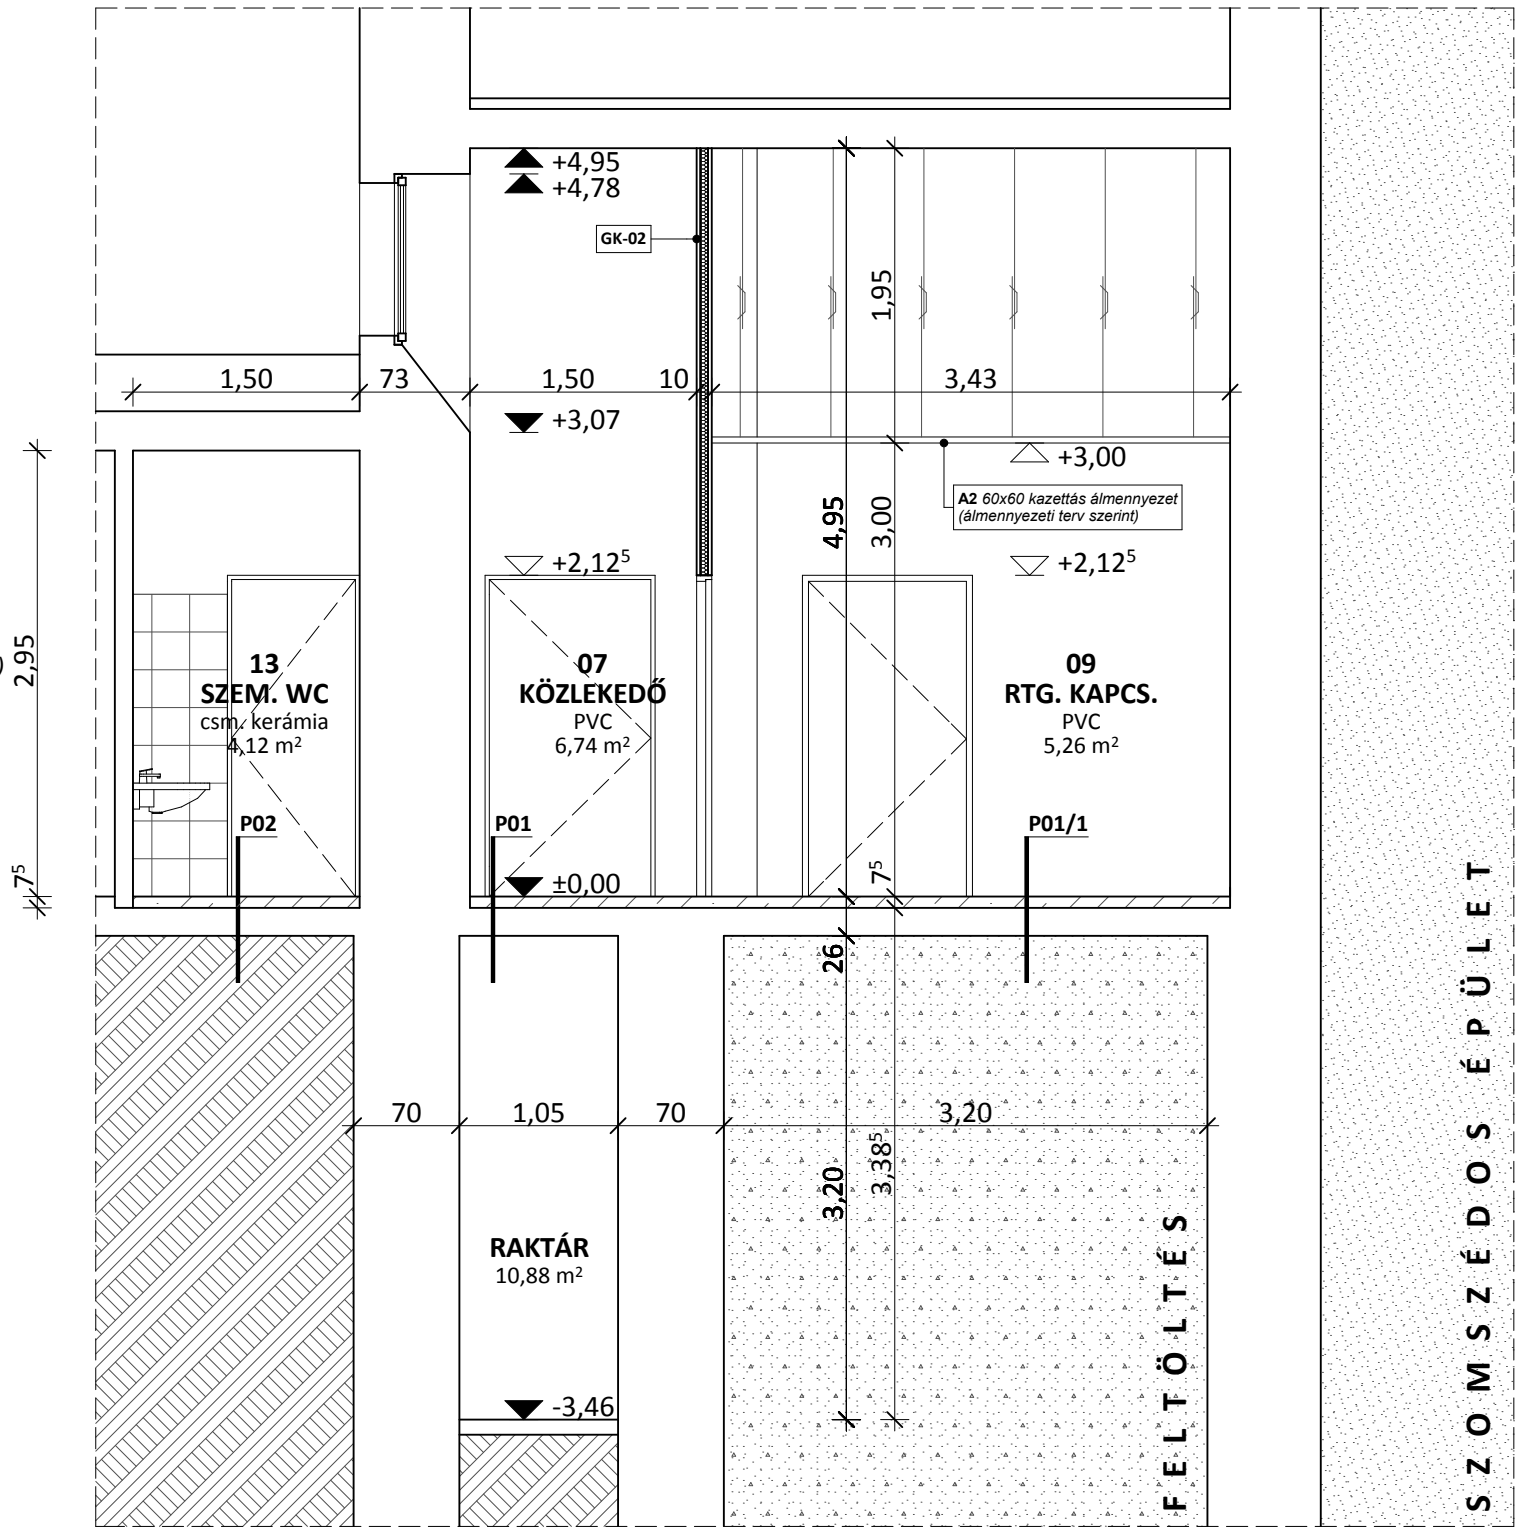 +4,95
+4,78
GK-02
1,95
1,50
73
1,50
10
3,43
+3,07
+3,00
A2 60x60 kazettás álmennyezet
(álmennyezeti terv szerint)
4,95
3,00
+2,12⁵
+2,12⁵
2,95
13
SZEM. WC
csm. kerámia
4,12 m²
07
KÖZLEKEDŐ
PVC
6,74 m²
09
RTG. KAPCS.
PVC
5,26 m²
P02
P01
P01/1
7⁵
±0,00
7⁵
26
70
1,05
70
3,20
3,20
3,38⁵
RAKTÁR
10,88 m²
-3,46
FELTÖLTÉS
SZOMSZÉDOS ÉPÜLET